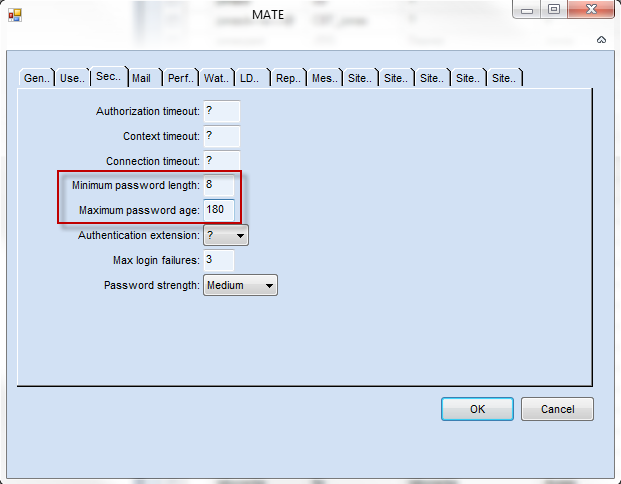 MATE
Gen.. Use.. Sec.. Mail Perf.. Wat.. LD.. Rep.. Mes.. Site.. Site.. Site.. Site.. Site..
Authorization timeout: ?
Context timeout: ?
Connection timeout: ?
Minimum password length: 8
Maximum password age: 180
Authentication extension: ?
Max login failures: 3
Password strength: Medium
OK Cancel